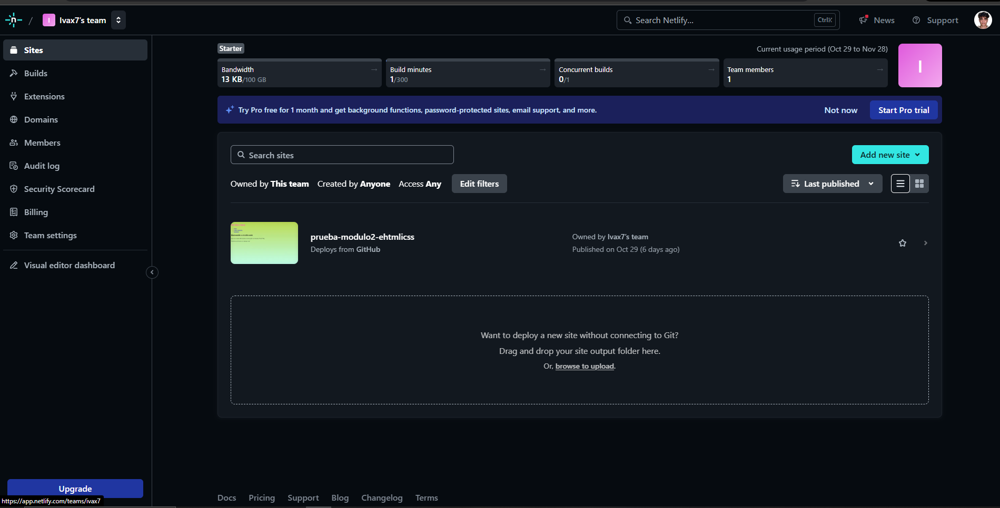 n / I Ivax7's team
Search Netlify... Ctrl K
News
Support
Sites
Builds
Extensions
Domains
Members
Audit log
Security Scorecard
Billing
Team settings
Visual editor dashboard
Upgrade
https://app.netlify.com/teams/ivax7
Starter
Current usage period (Oct 29 to Nov 28)
Bandwidth →
13 KB/100 GB
Build minutes →
1/300
Concurrent builds →
0/1
Team members →
1
I
Try Pro free for 1 month and get background functions, password-protected sites, email support, and more.
Not now
Start Pro trial
Search sites
Add new site
Owned by This team Created by Anyone Access Any Edit filters
Last published
prueba-modulo2-ehtmlicss
Deploys from GitHub
Owned by Ivax7's team
Published on Oct 29 (6 days ago)
Want to deploy a new site without connecting to Git?
Drag and drop your site output folder here.
Or, browse to upload.
Docs Pricing Support Blog Changelog Terms